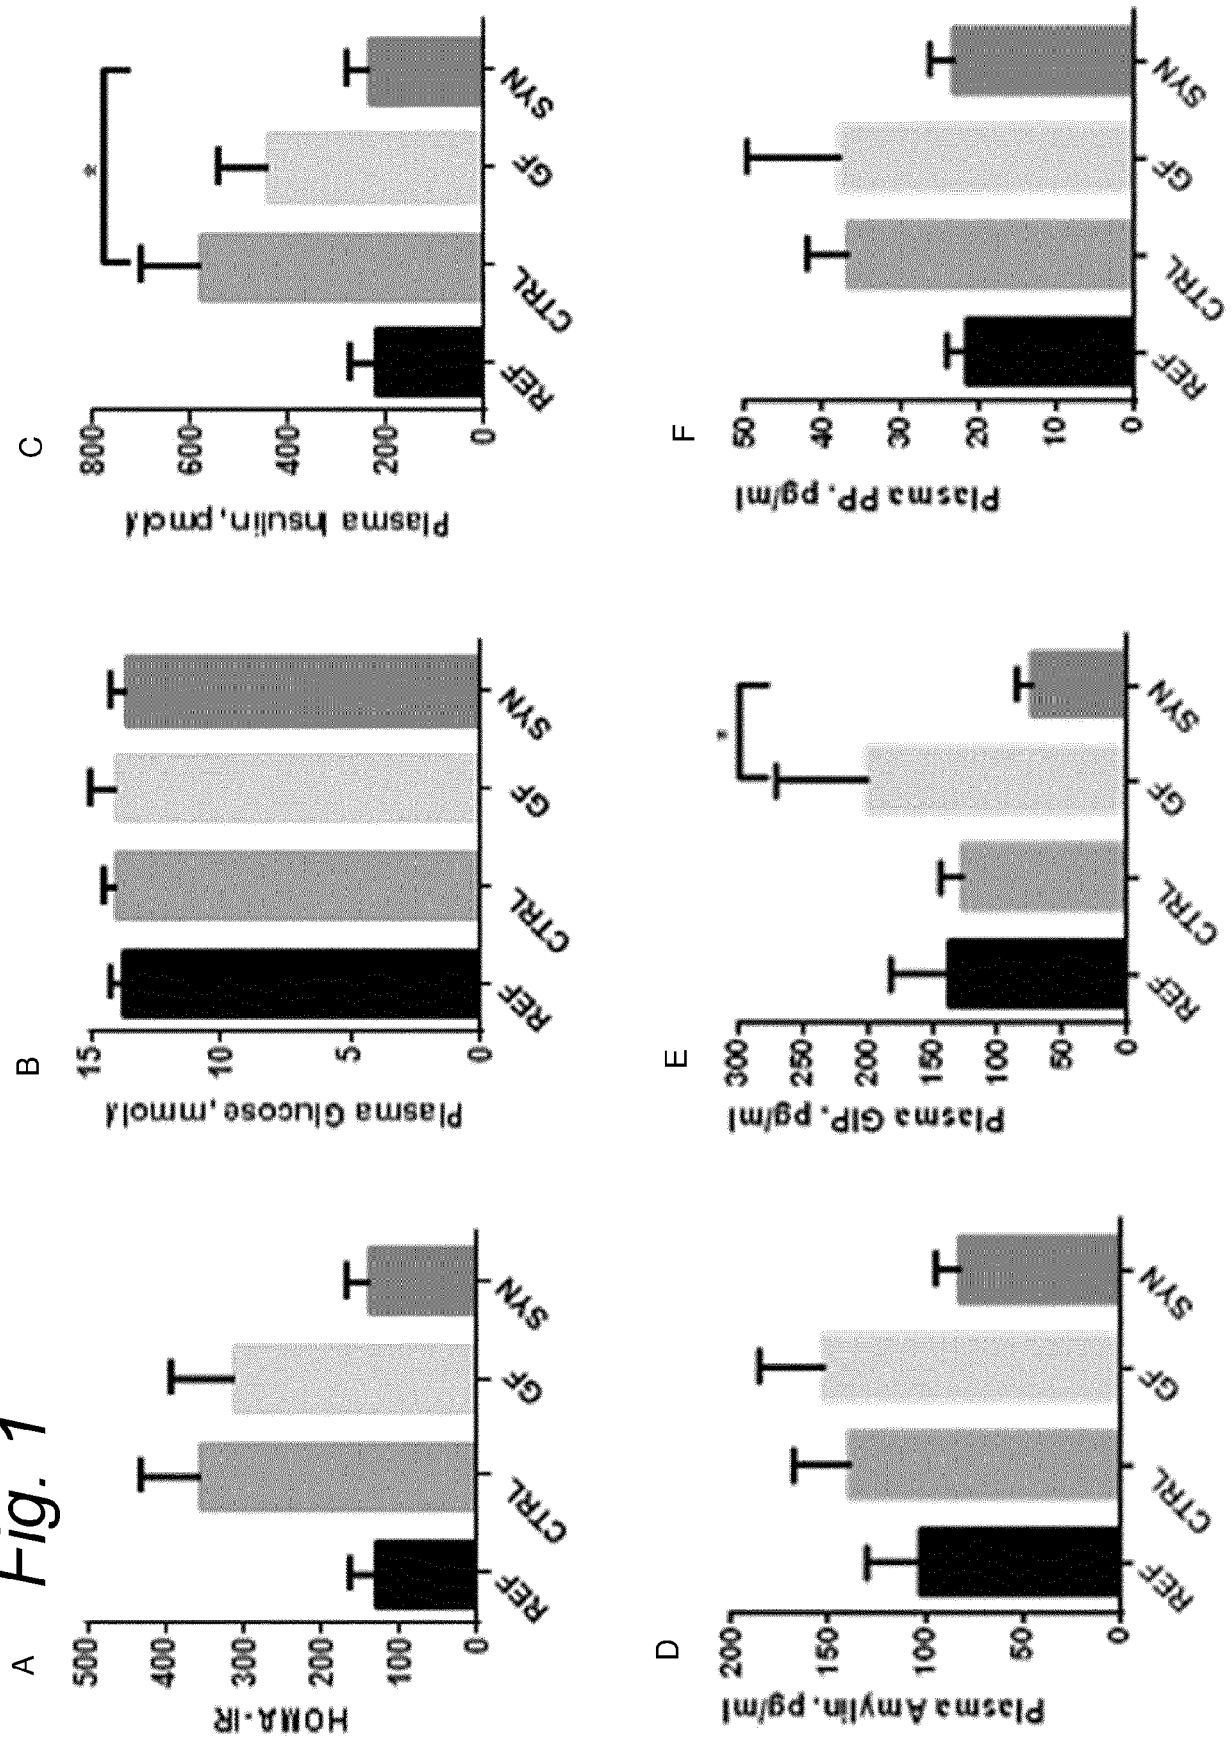 Fig. 1
A
HOMA-IR
500
400
300
200
100
0
REF
CTRL
GF
SYN
B
Plasma Glucose, mmol/l
15
10
5
0
REF
CTRL
GF
SYN
C
Plasma Insulin, pmol/l
800
600
400
200
0
*
REF
CTRL
GF
SYN
D
Plasma Amylin. pg/ml
200
150
100
50
0
REF
CTRL
GF
SYN
E
Plasma GIP. pg/ml
300
250
200
150
100
50
0
*
REF
CTRL
GF
SYN
F
Plasma PP. pg/ml
50
40
30
20
10
0
REF
CTRL
GF
SYN